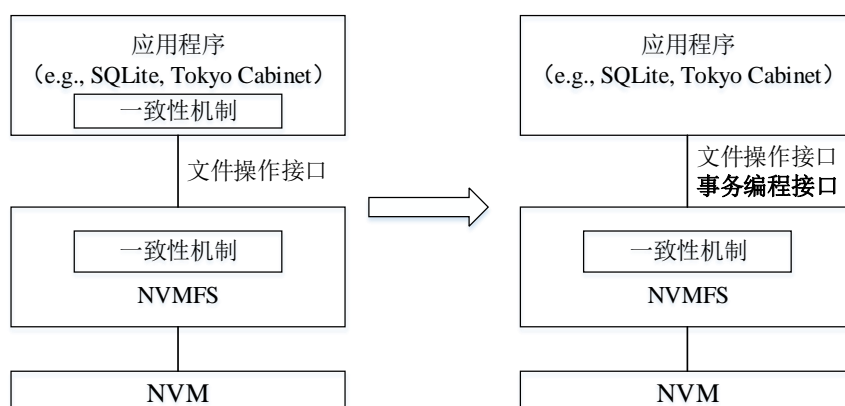 应用程序
（e.g., SQLite, Tokyo Cabinet）
一致性机制
文件操作接口
一致性机制
NVMFS
NVM
应用程序
（e.g., SQLite, Tokyo Cabinet）
文件操作接口
事务编程接口
一致性机制
NVMFS
NVM